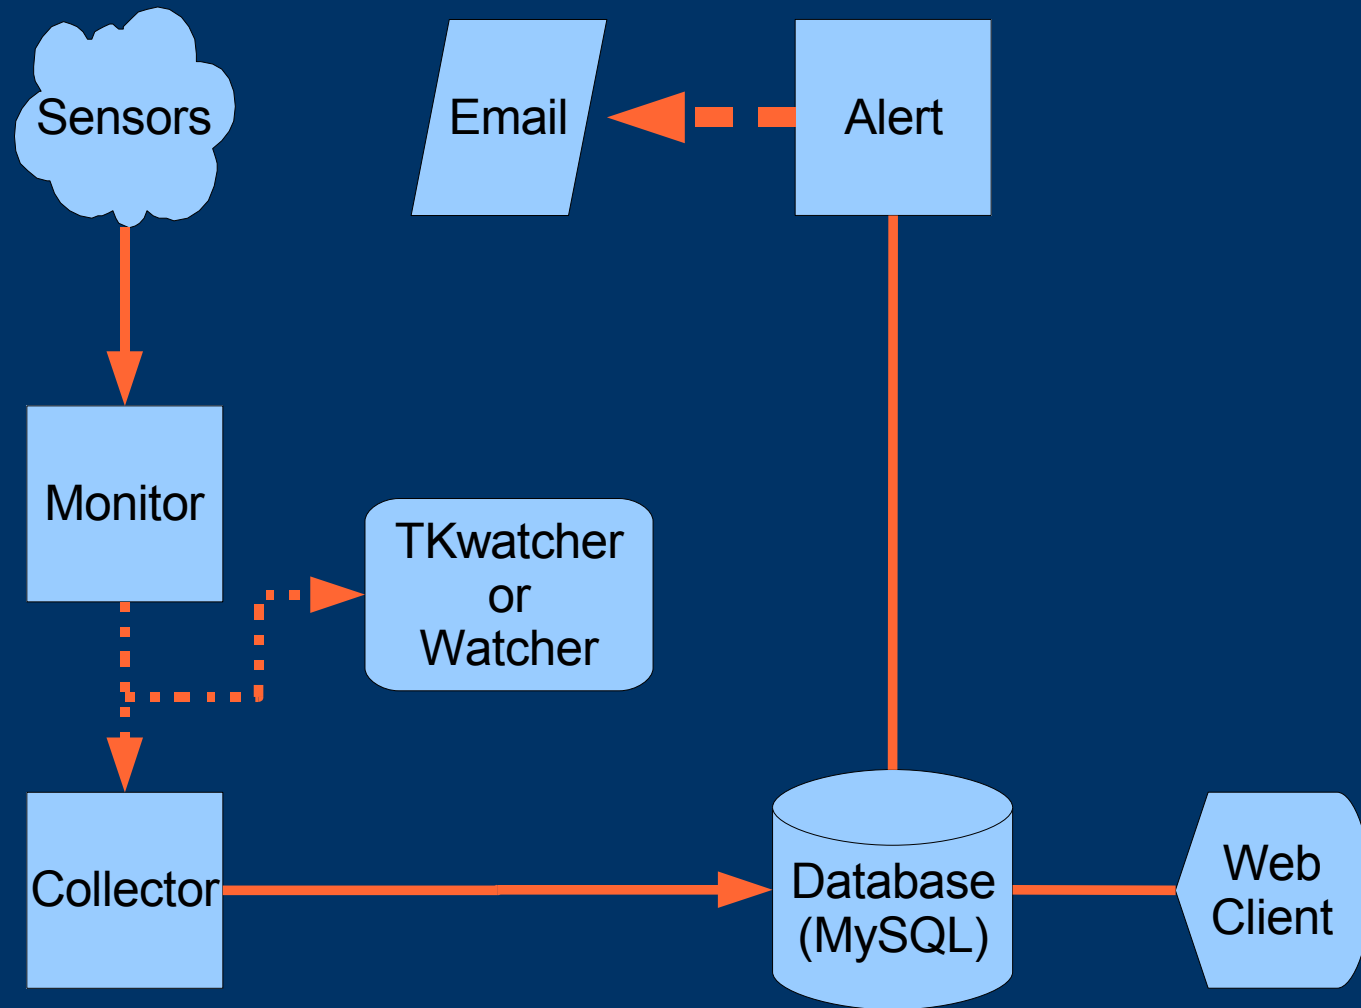 Sensors
Email
Alert
Monitor
TKwatcher
or
Watcher
Collector
Database
(MySQL)
Web
Client